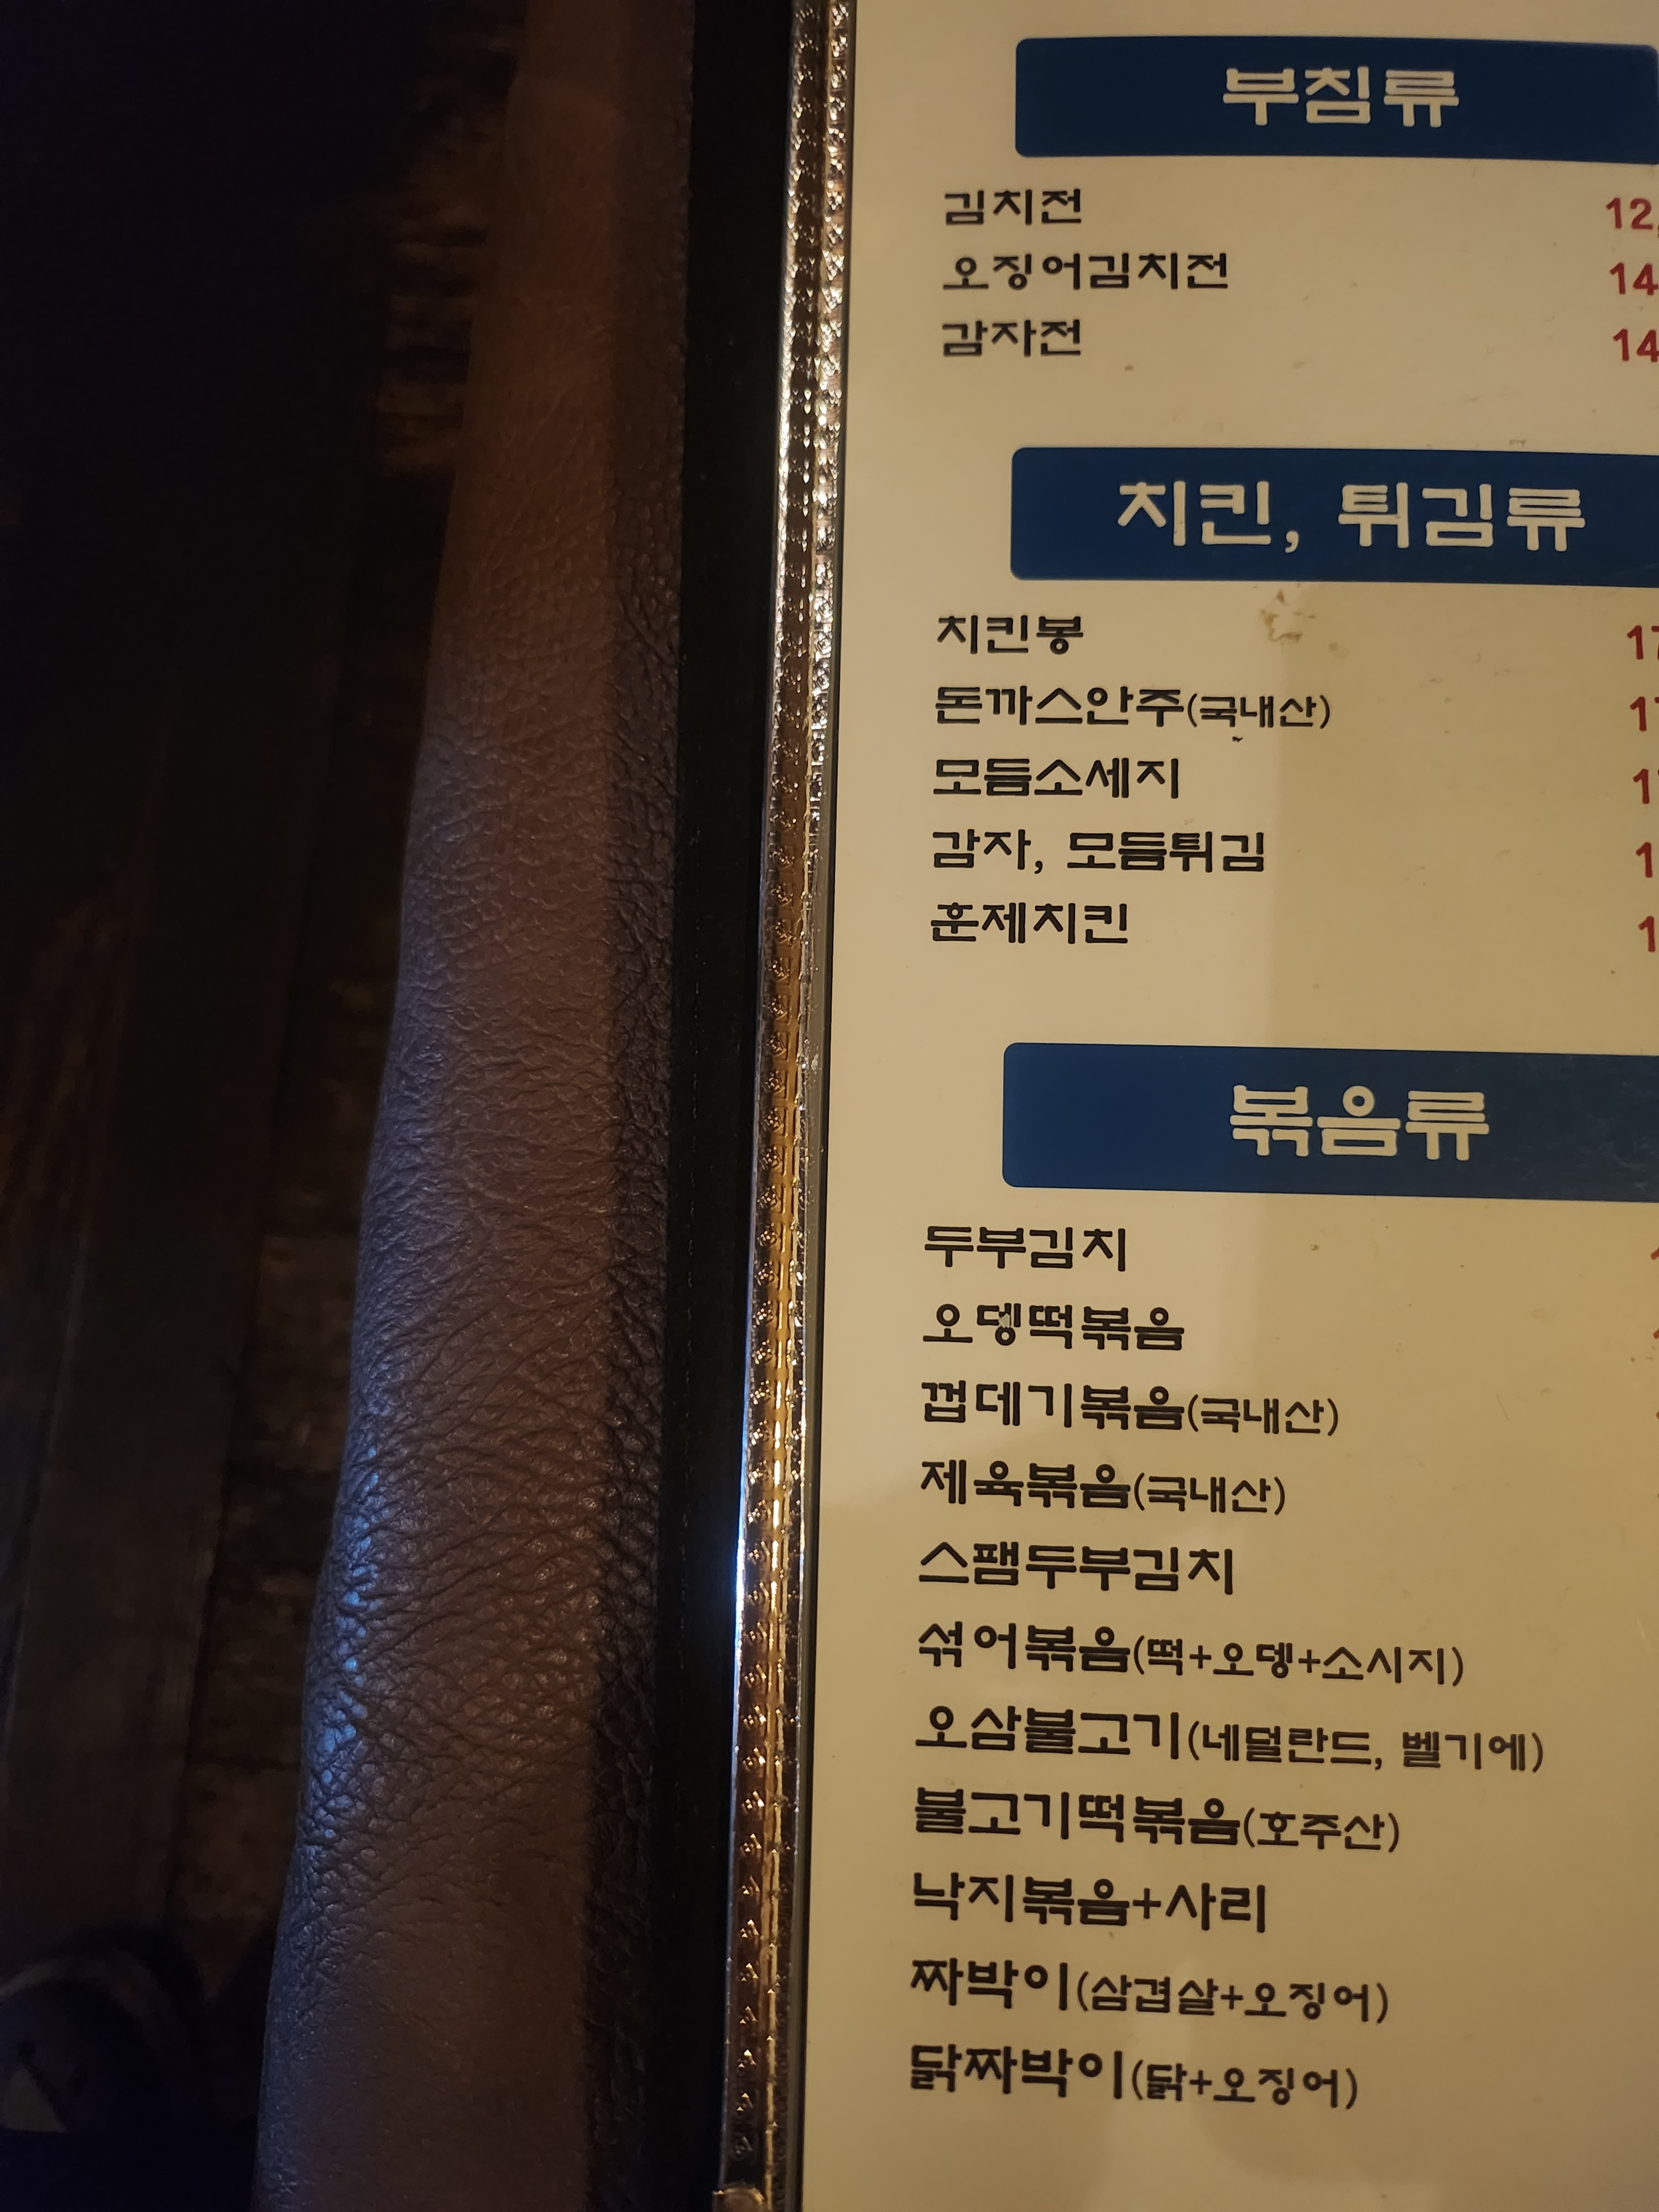 부침류
김치전 12,
오징어김치전 14
감자전 14
치킨, 튀김류
치킨봉 17
돈까스안주(국내산) 17
모듬소세지 17
감자, 모듬튀김 1
훈제치킨 1
볶음류
두부김치
오뎅떡볶음
껍데기볶음(국내산)
제육볶음(국내산)
스팸두부김치
섞어볶음(떡+오뎅+소시지)
오삼불고기(네덜란드, 벨기에)
불고기떡볶음(호주산)
낙지볶음+사리
짜박이(삼겹살+오징어)
닭짜박이(닭+오징어)